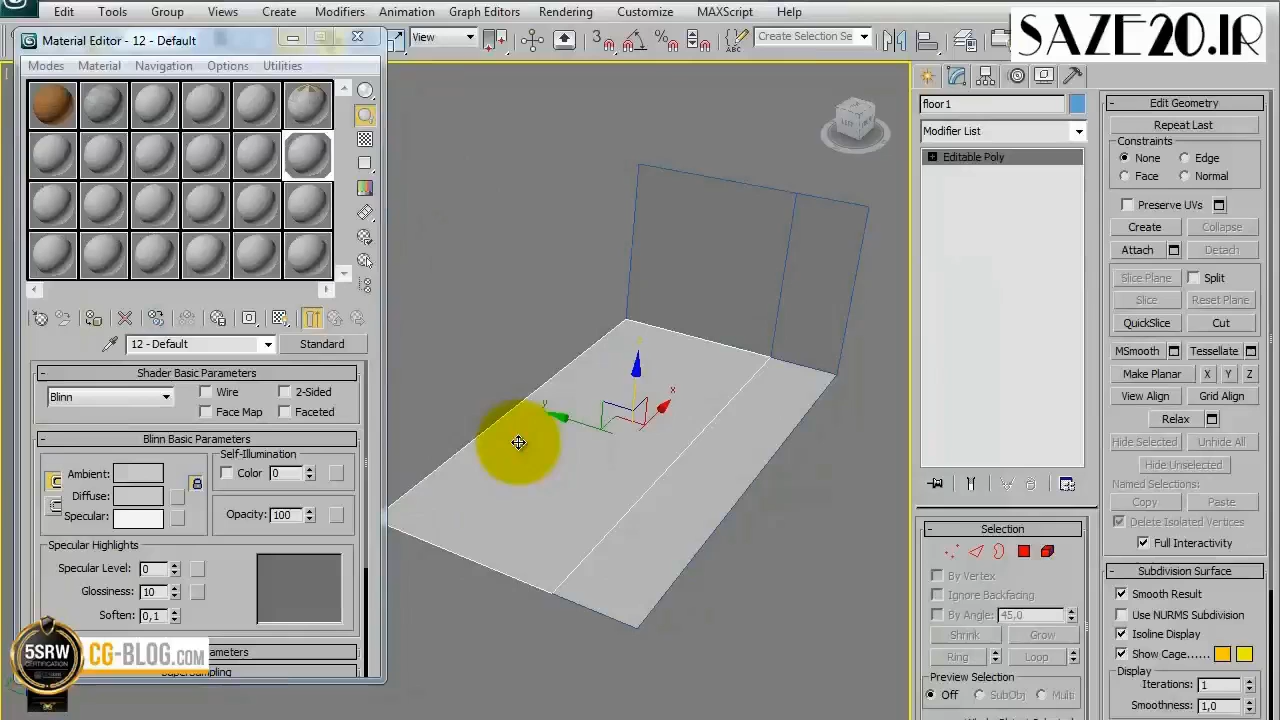 Edit Tools Group Views Create Modifiers Animation Graph Editors Rendering Customize MAXScript Help
SAZE20.IR
Material Editor - 12 - Default
View
Create Selection Se
Modes Material Navigation Options Utilities
floor1
Modifier List
Editable Poly
Edit Geometry
Repeat Last
Constraints
None Edge
Face Normal
Preserve UVs
Create Collapse
Attach Detach
Slice Plane Split
Slice Reset Plane
QuickSlice Cut
MSmooth Tessellate
Make Planar X Y Z
View Align Grid Align
Relax
Hide Selected Unhide All
Hide Unselected
Named Selections:
Copy Paste
Delete Isolated Vertices
Full Interactivity
Subdivision Surface
Smooth Result
Use NURMS Subdivision
Isoline Display
Show Cage......
Display
Iterations: 1
Smoothness: 1,0
Selection
By Vertex
Ignore Backfacing
By Angle: 45,0
Shrink Grow
Ring Loop
Preview Selection
Off SubObj Multi
x
y
12 - Default Standard
Shader Basic Parameters
Blinn Wire 2-Sided
Face Map Faceted
Blinn Basic Parameters
Self-Illumination
Color 0
Ambient:
Diffuse:
Specular:
Opacity: 100
Specular Highlights
Specular Level: 0
Glossiness: 10
Soften: 0,1
SuperSampling
5SRW
CERTIFICATION
CG-BLOG.COM